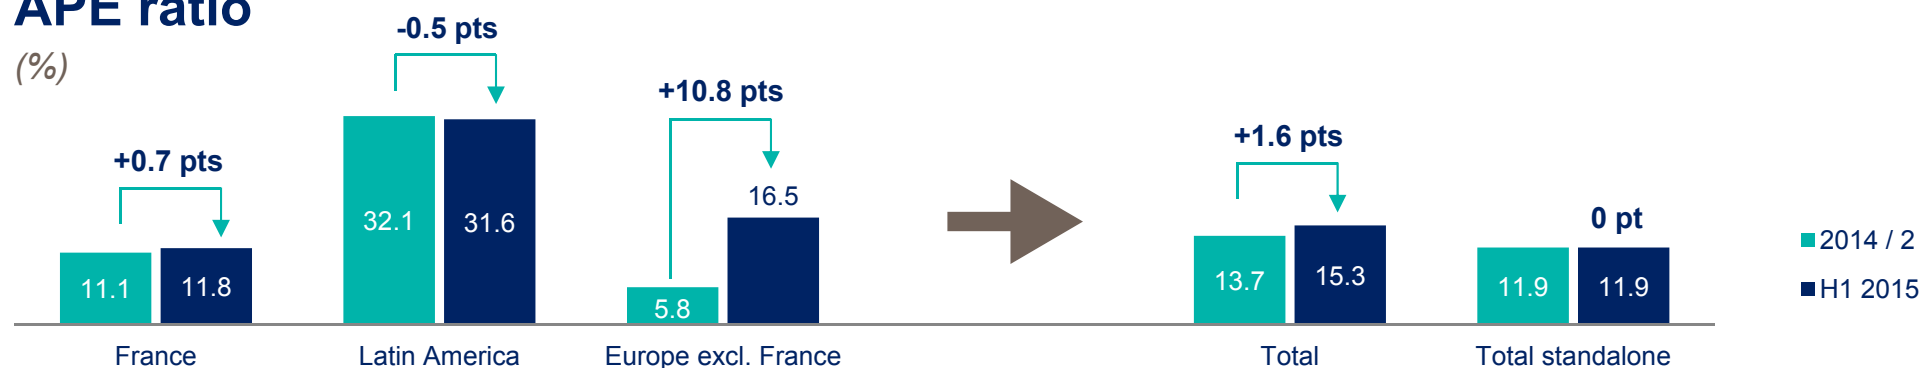 APE ratio
(%)
-0.5 pts
+10.8 pts
+1.6 pts
+0.7 pts
16.5
0 pt
32.1
31.6
11.1
11.8
5.8
13.7
15.3
11.9
11.9
2014 / 2
H1 2015
France
Latin America
Europe excl. France
Total
Total standalone